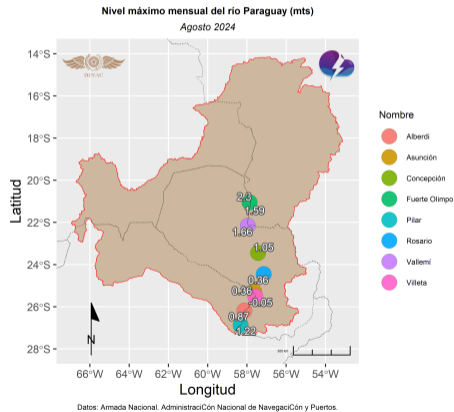 Nivel máximo mensual del río Paraguay (mts)
Agosto 2024
DINAC
Nombre
Alberdi
Asunción
Concepción
Fuerte Olimpo
Pilar
Rosario
Vallemí
Villeta
14°S
16°S
18°S
20°S
22°S
24°S
26°S
28°S
Latitud
2.3
1.59
1.66
1.05
0.36
0.36
-0.05
0.87
1.22
N
66°W
64°W
62°W
60°W
58°W
56°W
54°W
Longitud
Datos: Armada Nacional. AdministraciCón Nacional de NavegaciCón y Puertos.